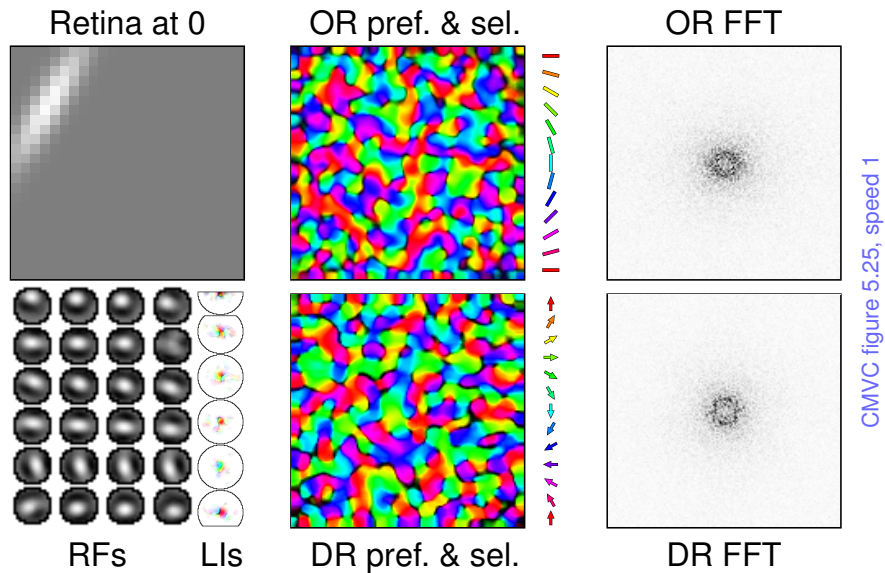 Retina at 0
OR pref. & sel.
OR FFT
RFs
LIs
DR pref. & sel.
DR FFT
CMVC figure 5.25, speed 1